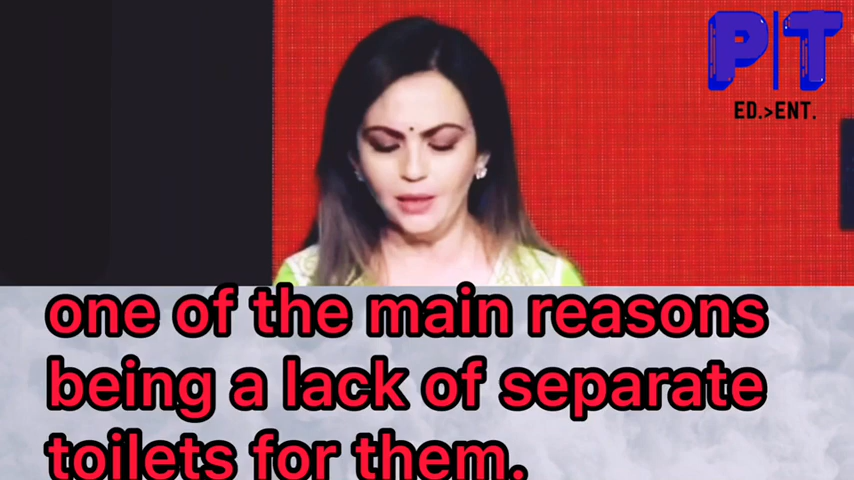 P|T
ED.>ENT.
one of the main reasons
being a lack of separate
toilets for them.